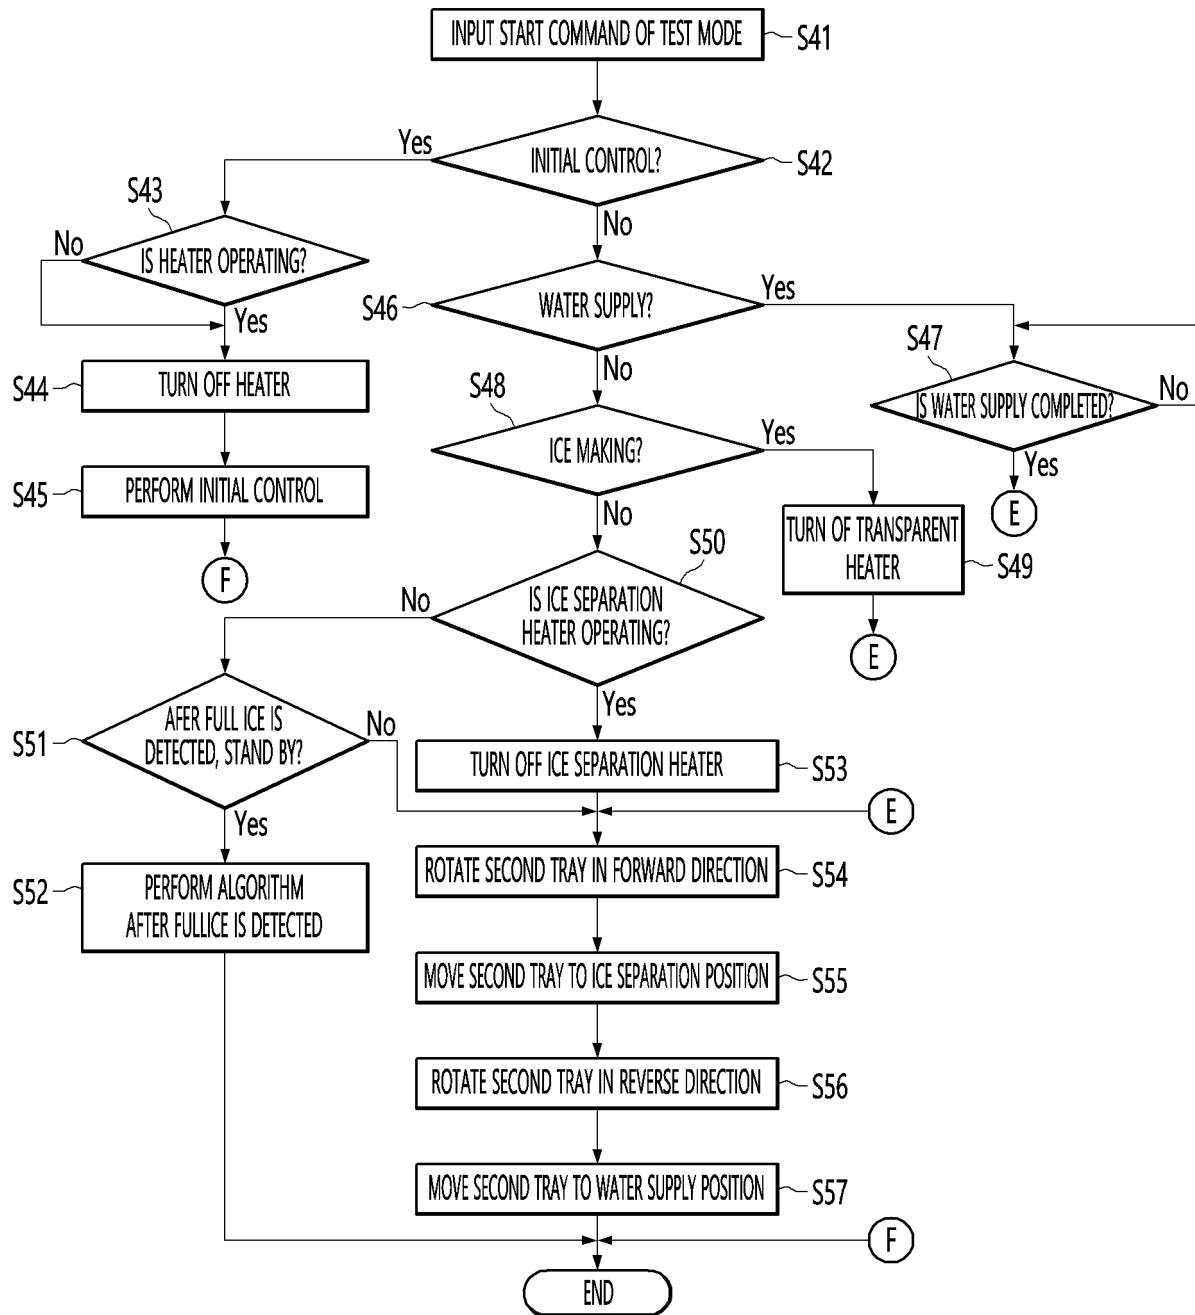 INPUT START COMMAND OF TEST MODE
S41
Yes
INITIAL CONTROL?
S42
S43
No
No
IS HEATER OPERATING?
Yes
S46
WATER SUPPLY?
Yes
S44
TURN OFF HEATER
No
S47
IS WATER SUPPLY COMPLETED?
No
Yes
E
S48
ICE MAKING?
Yes
S45
PERFORM INITIAL CONTROL
F
No
TURN OF TRANSPARENT
HEATER
S49
E
S50
No
IS ICE SEPARATION
HEATER OPERATING?
Yes
S51
AFER FULL ICE IS
DETECTED, STAND BY?
No
Yes
TURN OFF ICE SEPARATION HEATER
S53
E
S52
PERFORM ALGORITHM
AFTER FULLICE IS DETECTED
ROTATE SECOND TRAY IN FORWARD DIRECTION
S54
MOVE SECOND TRAY TO ICE SEPARATION POSITION
S55
ROTATE SECOND TRAY IN REVERSE DIRECTION
S56
MOVE SECOND TRAY TO WATER SUPPLY POSITION
S57
F
END